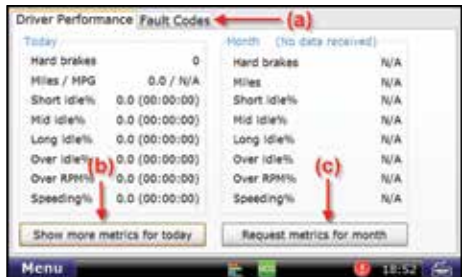 Driver Performance Fault Codes (a)
Today
Hard brakes 0
Miles / MPG 0.0 / N/A
Short idle% 0.0 (00:00:00)
Mid idle% 0.0 (00:00:00)
Long idle% 0.0 (00:00:00)
Over idle% 0.0 (00:00:00)
Over RPM% 0.0 (00:00:00)
Speeding% 0.0 (00:00:00)
(b)
Show more metrics for today
Month (No data received)
Hard brakes N/A
Miles N/A
Short idle% N/A
Mid idle% N/A
Long idle% N/A
Over idle% N/A
Over RPM% N/A
Speeding% N/A
(c)
Request metrics for month
Menu 18:52